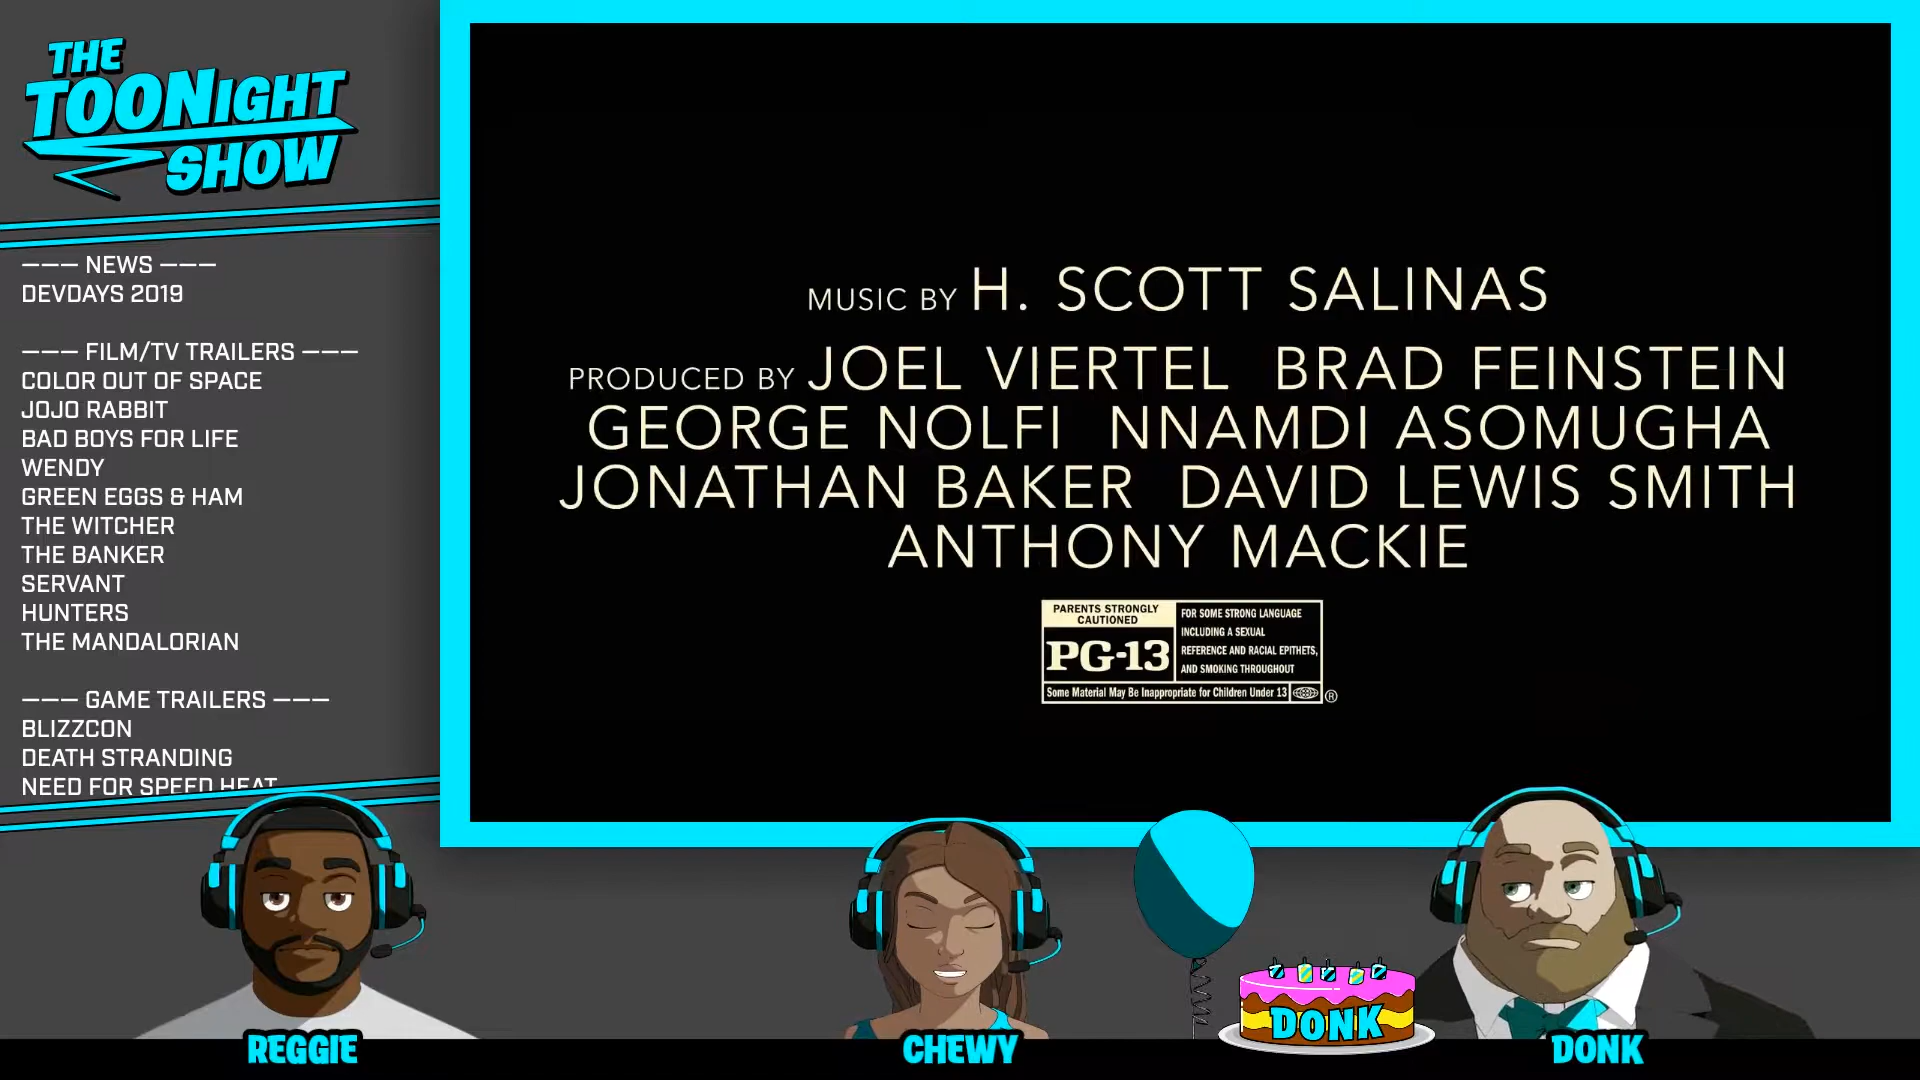 THE
TOONIGHT
SHOW
——— NEWS ———
DEVDAYS 2019
——— FILM/TV TRAILERS ———
COLOR OUT OF SPACE
JOJO RABBIT
BAD BOYS FOR LIFE
WENDY
GREEN EGGS & HAM
THE WITCHER
THE BANKER
SERVANT
HUNTERS
THE MANDALORIAN
——— GAME TRAILERS ———
BLIZZCON
DEATH STRANDING
NEED FOR SPEED HEAT
MUSIC BY H. SCOTT SALINAS
PRODUCED BY JOEL VIERTEL BRAD FEINSTEIN
GEORGE NOLFI NNAMDI ASOMUGHA
JONATHAN BAKER DAVID LEWIS SMITH
ANTHONY MACKIE
PARENTS STRONGLY
CAUTIONED
PG-13
FOR SOME STRONG LANGUAGE
INCLUDING A SEXUAL
REFERENCE AND RACIAL EPITHETS,
AND SMOKING THROUGHOUT
Some Material May Be Inappropriate for Children Under 13
®
DONK
REGGIE
CHEWY
DONK